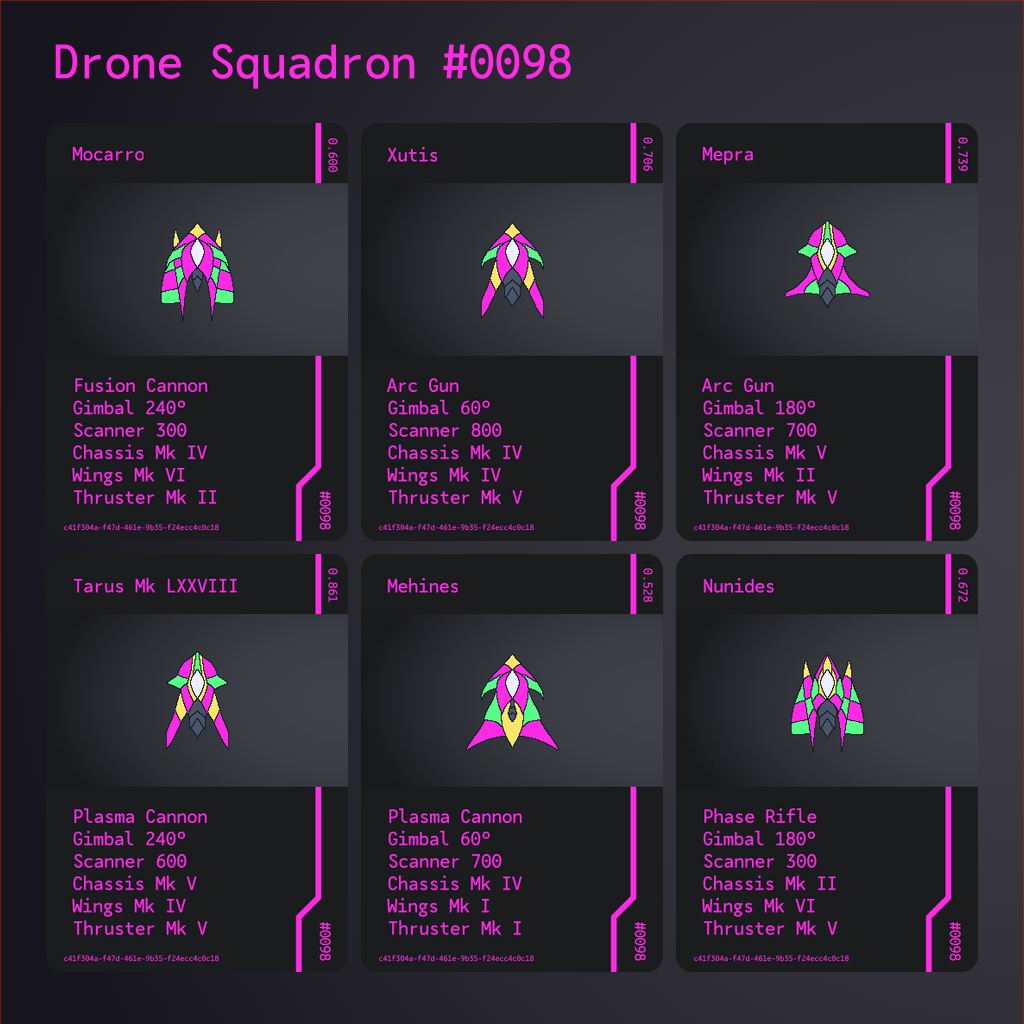 Drone Squadron #0098
Mocarro
0.600
Fusion Cannon
Gimbal 240°
Scanner 300
Chassis Mk IV
Wings Mk VI
Thruster Mk II
#0098
c41f304a-f47d-461e-9b35-f24ecc4c0c18
Xutis
0.706
Arc Gun
Gimbal 60°
Scanner 800
Chassis Mk IV
Wings Mk IV
Thruster Mk V
#0098
c41f304a-f47d-461e-9b35-f24ecc4c0c18
Mepra
0.739
Arc Gun
Gimbal 180°
Scanner 700
Chassis Mk V
Wings Mk II
Thruster Mk V
#0098
c41f304a-f47d-461e-9b35-f24ecc4c0c18
Tarus Mk LXXVIII
0.861
Plasma Cannon
Gimbal 240°
Scanner 600
Chassis Mk V
Wings Mk IV
Thruster Mk V
#0098
c41f304a-f47d-461e-9b35-f24ecc4c0c18
Mehines
0.528
Plasma Cannon
Gimbal 60°
Scanner 700
Chassis Mk IV
Wings Mk I
Thruster Mk I
#0098
c41f304a-f47d-461e-9b35-f24ecc4c0c18
Nunides
0.672
Phase Rifle
Gimbal 180°
Scanner 300
Chassis Mk II
Wings Mk VI
Thruster Mk V
#0098
c41f304a-f47d-461e-9b35-f24ecc4c0c18